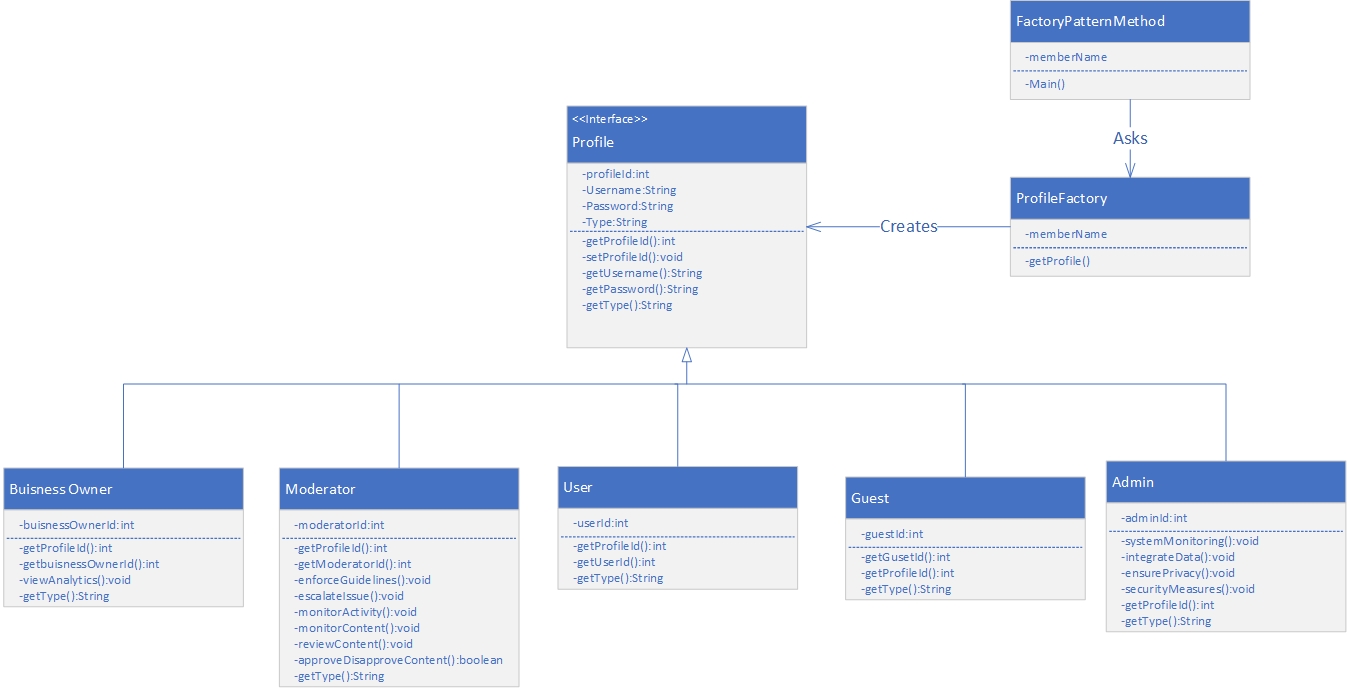 FactoryPatternMethod
-memberName
-Main()
Asks
<<Interface>>
Profile
-profileId:int
-Username:String
-Password:String
-Type:String
-getProfileId():int
-setProfileId():void
-getUsername():String
-getPassword():String
-getType():String
Creates
ProfileFactory
-memberName
-getProfile()
Buisness Owner
-buisnessOwnerId:int
-getProfileId():int
-getbuisnessOwnerId():int
-viewAnalytics():void
-getType():String
Moderator
-moderatorId:int
-getProfileId():int
-getModeratorId():int
-enforceGuidelines():void
-escalateIssue():void
-monitorActivity():void
-monitorContent():void
-reviewContent():void
-approveDisapproveContent():boolean
-getType():String
User
-userId:int
-getProfileId():int
-getUserId():int
-getType():String
Guest
-guestId:int
-getGusetId():int
-getProfileId():int
-getType():String
Admin
-adminId:int
-systemMonitoring():void
-integrateData():void
-ensurePrivacy():void
-securityMeasures():void
-getProfileId():int
-getType():String